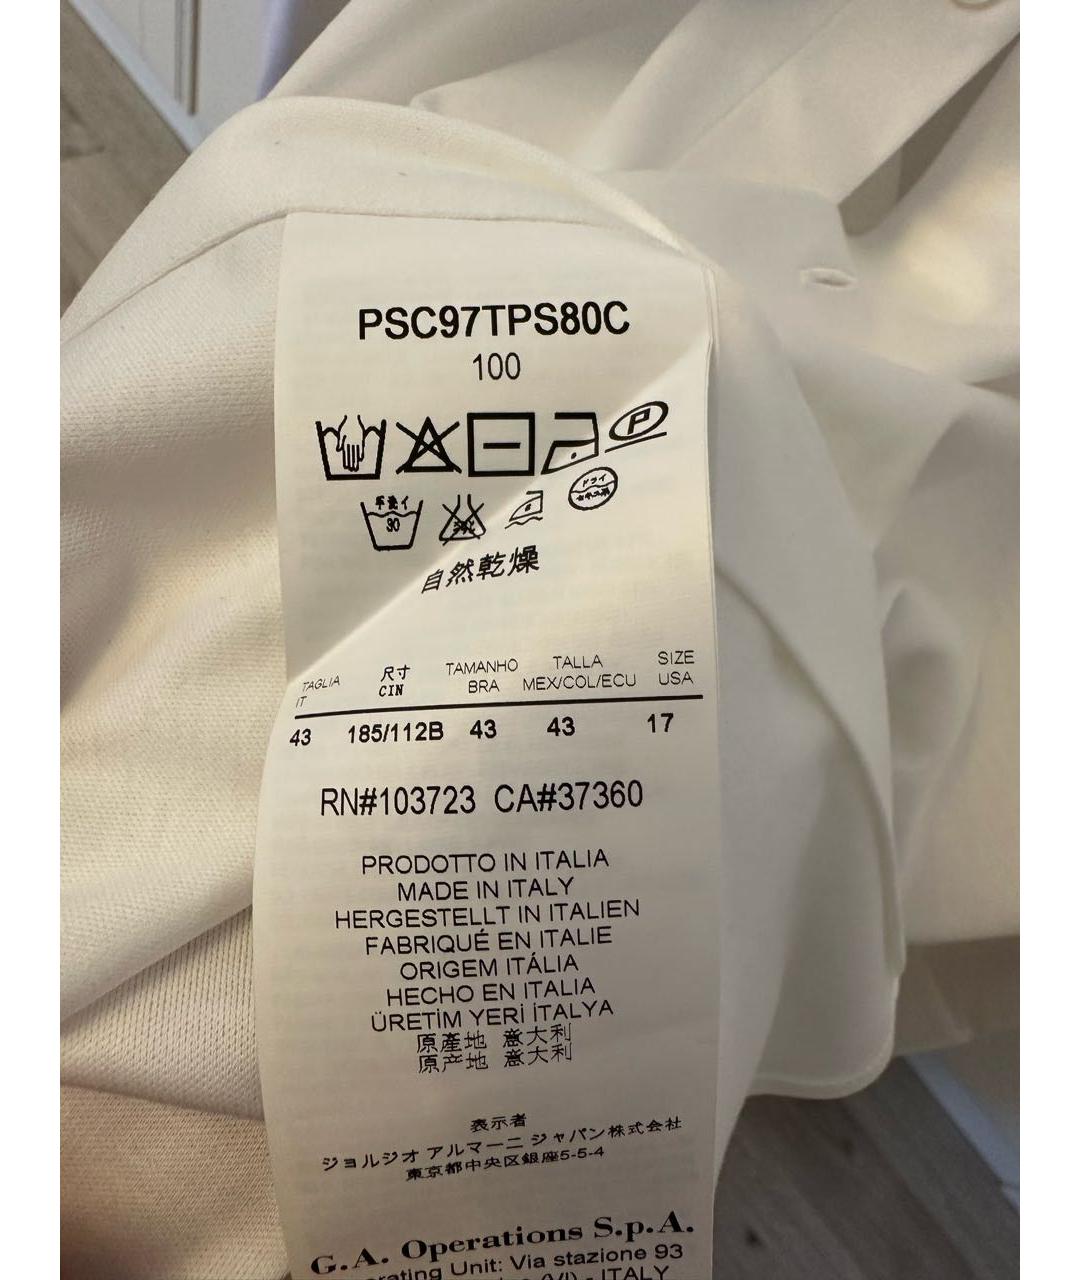 PSC97TPS80C
100
P
手洗イ ドライ
30
自然乾燥
TAGLIA IT 尺寸 CIN TAMANHO BRA TALLA MEX/COL/ECU SIZE USA
43 185/112B 43 43 17
RN#103723 CA#37360
PRODOTTO IN ITALIA
MADE IN ITALY
HERGESTELLT IN ITALIEN
FABRIQUÉ EN ITALIE
ORIGEM ITÁLIA
HECHO EN ITALIA
ÜRETİM YERİ İTALYA
原產地 意大利
原产地 意大利
表示者
ジョルジオ アルマーニ ジャパン株式会社
東京都中央区銀座5-5-4
G.A. Operations S.p.A.
Unit: Via stazione 93
(VI) - ITALY